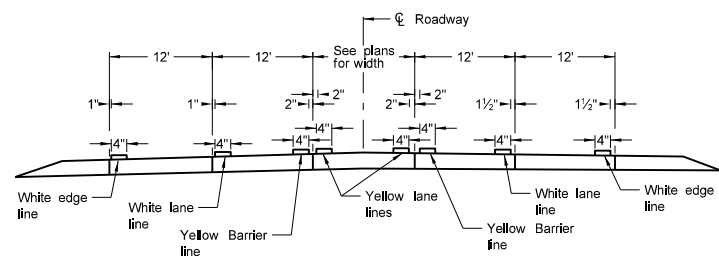 ℄ Roadway
12'
12'
See plans
for width
12'
12'
1"
1"
2"
2"
2"
2"
1½"
1½"
4"
4"
4"
4"
4"
4"
4"
4"
White edge
line
White lane
line
Yellow Barrier
line
Yellow lane
lines
Yellow Barrier
line
White lane
line
White edge
line